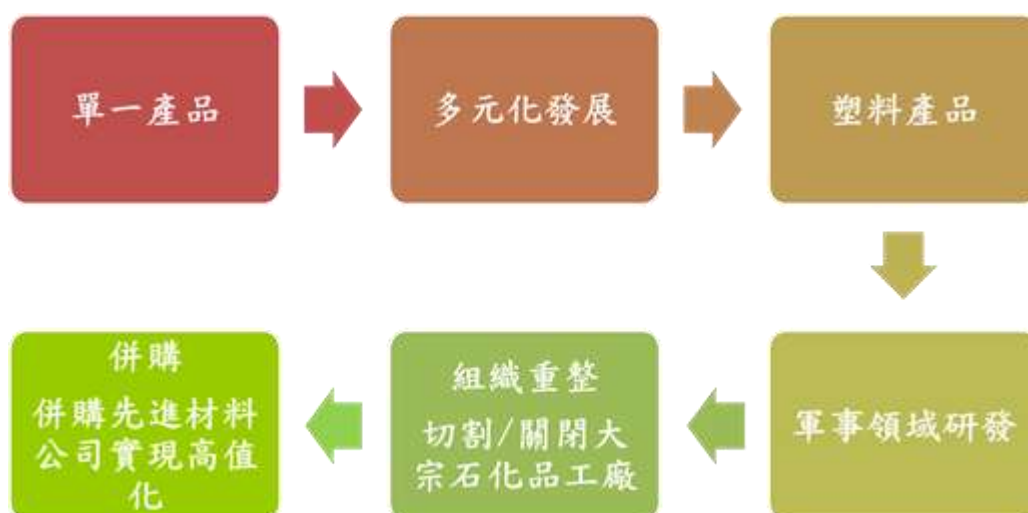 單一產品
多元化發展
塑料產品
軍事領域研發
組織重整
切割/關閉大
宗石化品工廠
併購
併購先進材料
公司實現高值
化